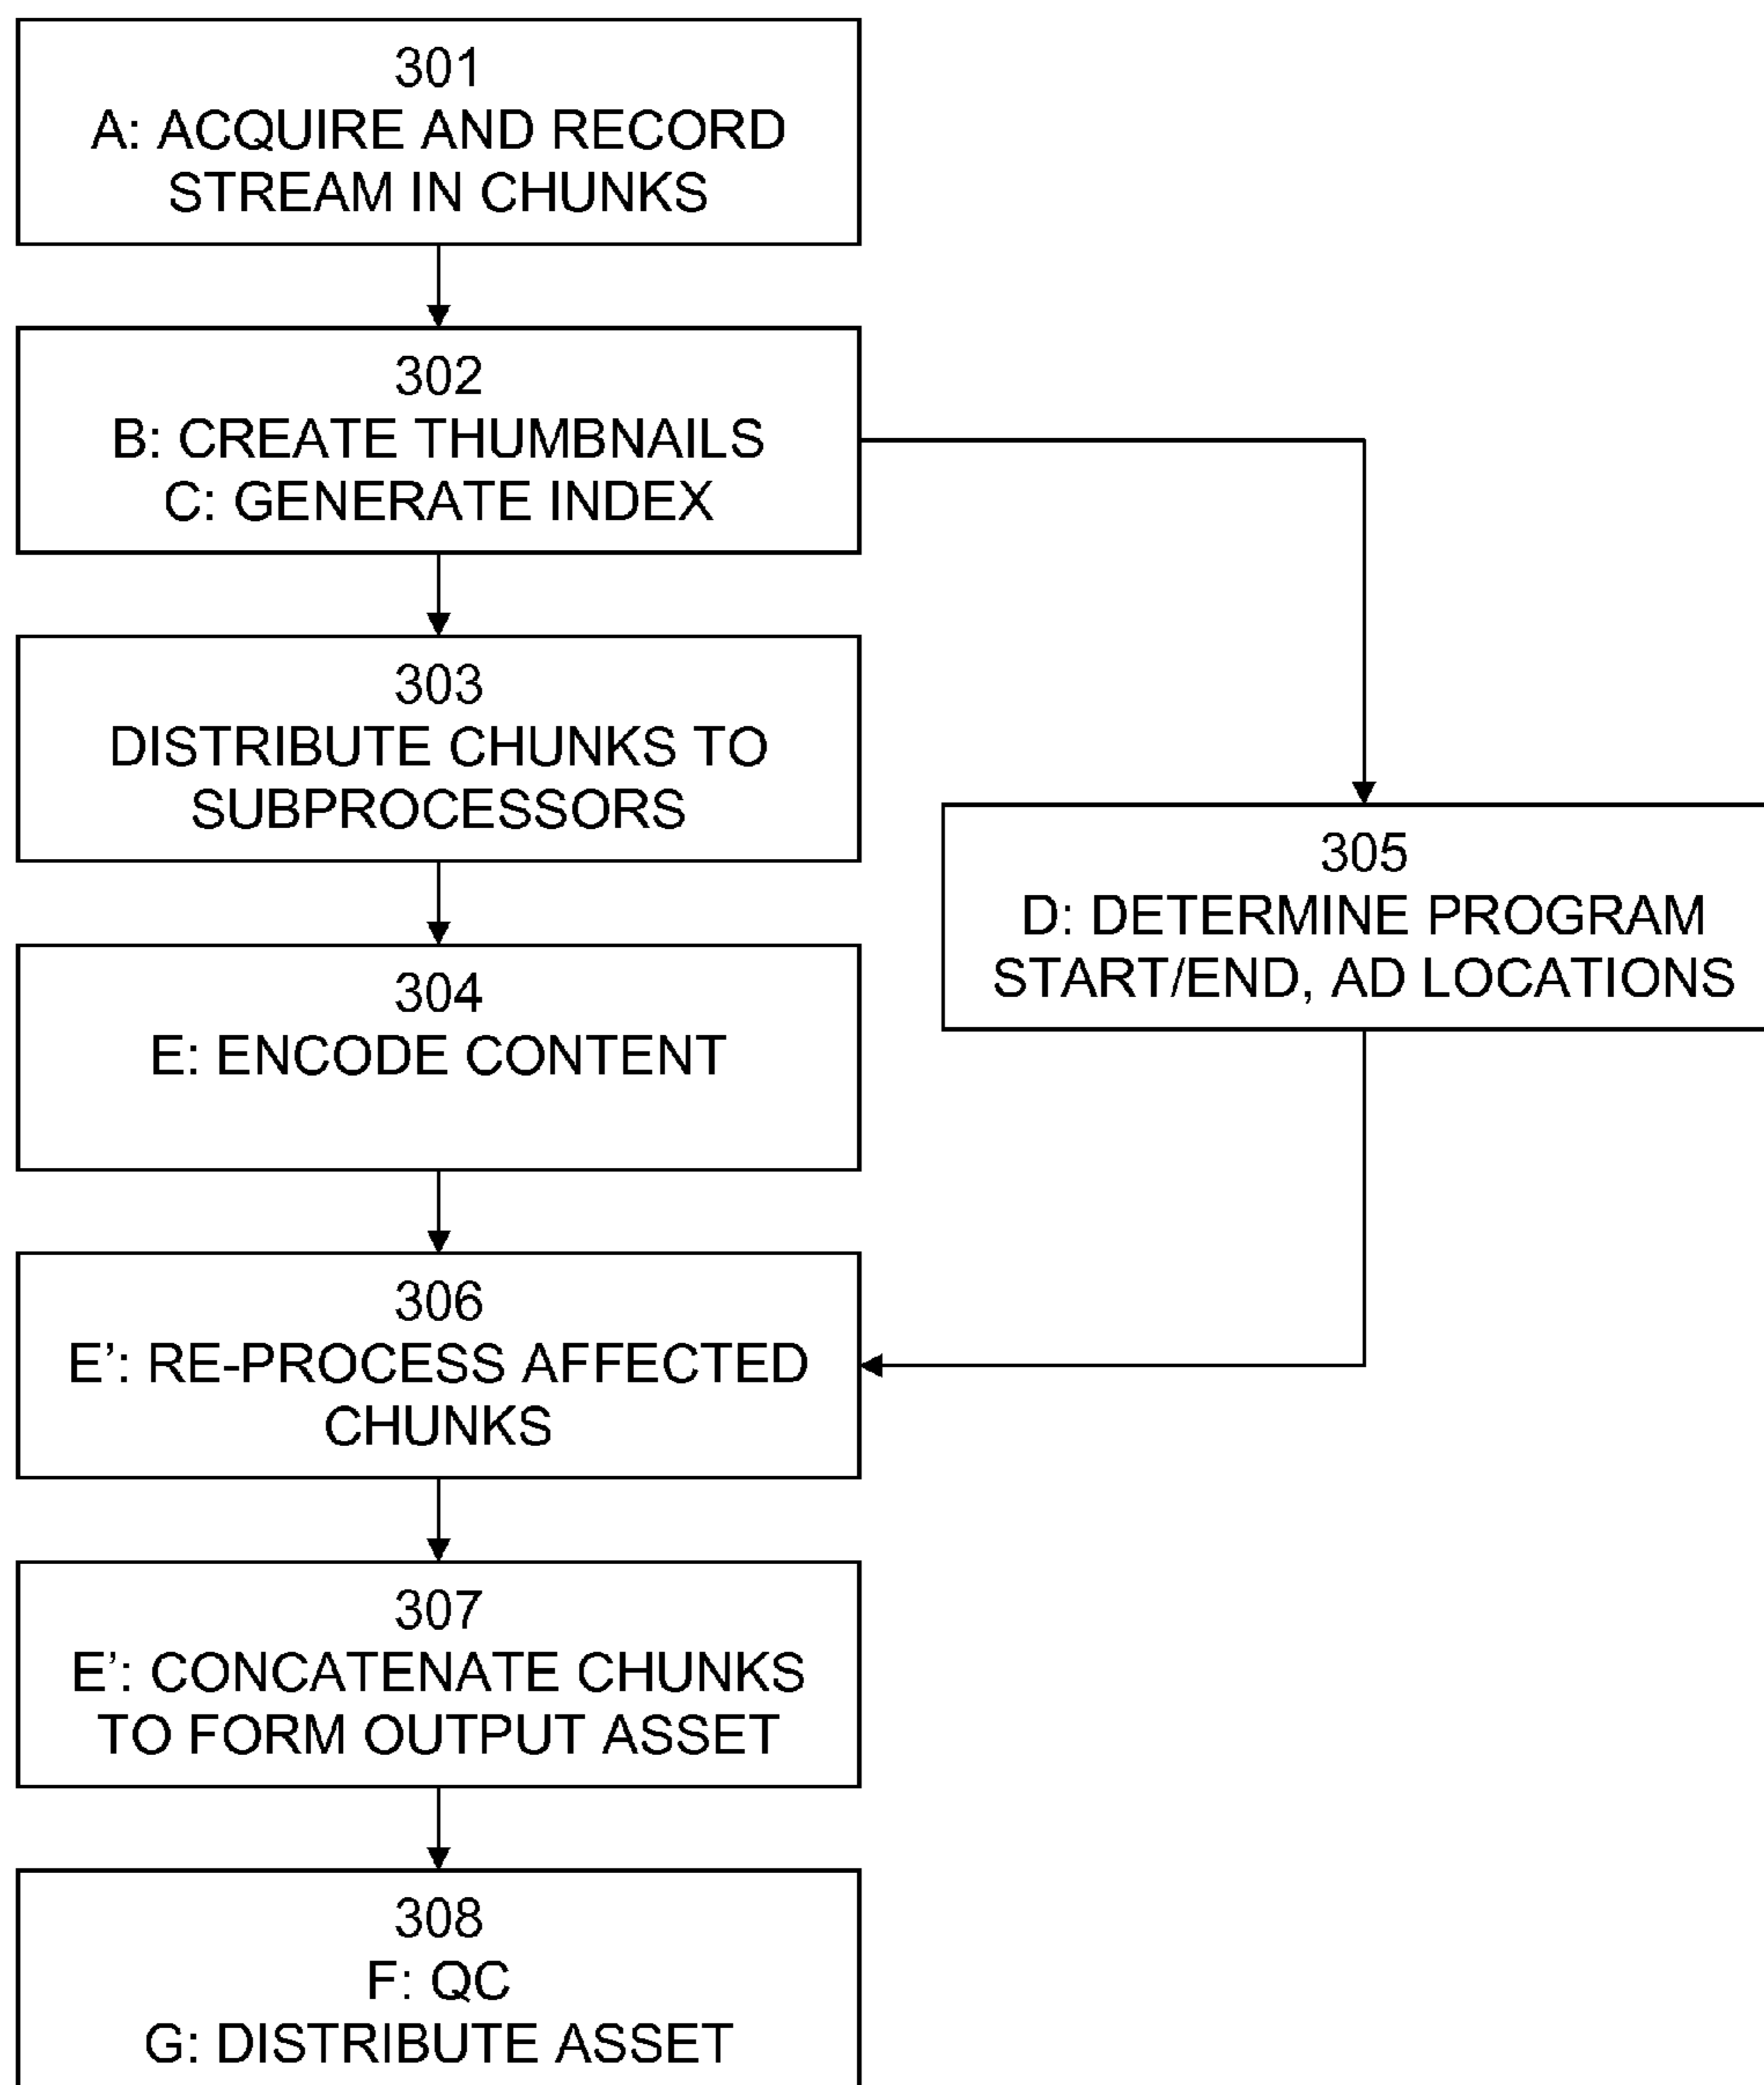 301
A: ACQUIRE AND RECORD
STREAM IN CHUNKS
302
B: CREATE THUMBNAILS
C: GENERATE INDEX
303
DISTRIBUTE CHUNKS TO
SUBPROCESSORS
304
E: ENCODE CONTENT
305
D: DETERMINE PROGRAM
START/END, AD LOCATIONS
306
E’: RE-PROCESS AFFECTED
CHUNKS
307
E’: CONCATENATE CHUNKS
TO FORM OUTPUT ASSET
308
F: QC
G: DISTRIBUTE ASSET